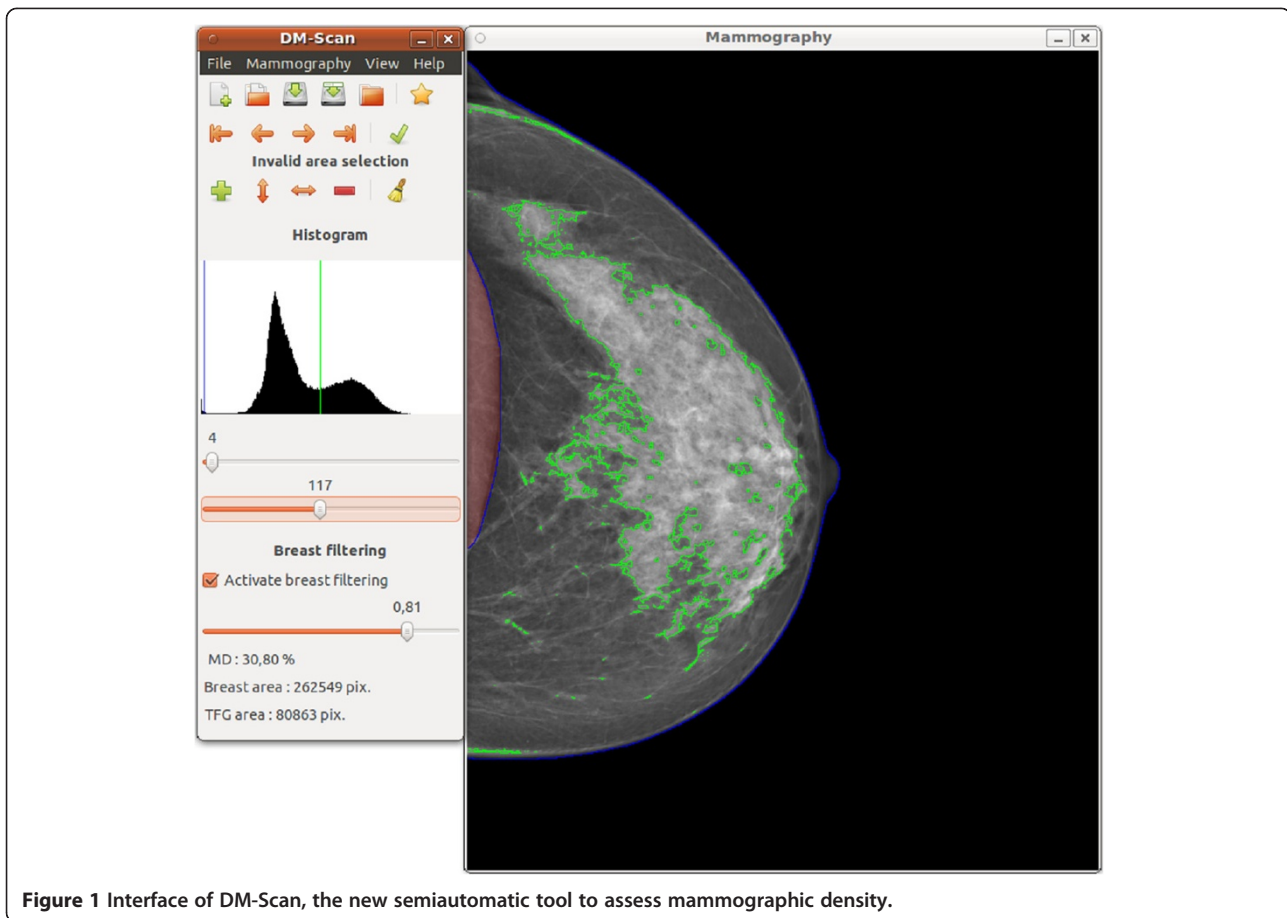 DM-Scan
Mammography
File Mammography View Help
Invalid area selection
Histogram
4
117
Breast filtering
Activate breast filtering
0,81
MD : 30,80 %
Breast area : 262549 pix.
TFG area : 80863 pix.
Figure 1 Interface of DM-Scan, the new semiautomatic tool to assess mammographic density.